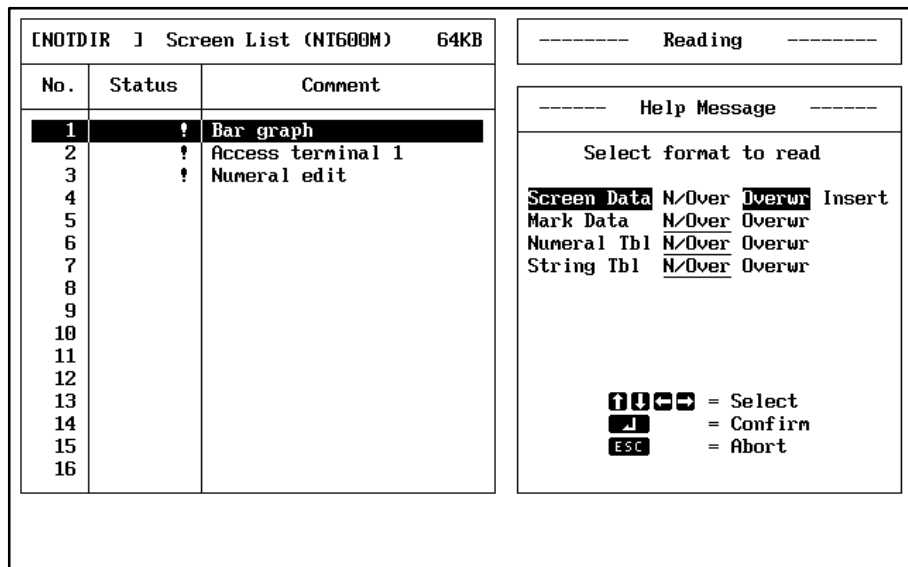 [NOTDIR ] Screen List (NT600M) 64KB
No. Status Comment
1 ! Bar graph
2 ! Access terminal 1
3 ! Numeral edit
4
5
6
7
8
9
10
11
12
13
14
15
16
-------- Reading --------
------ Help Message ------
Select format to read
Screen Data N/Over Overwr Insert
Mark Data N/Over Overwr
Numeral Tbl N/Over Overwr
String Tbl N/Over Overwr
↑↓←→ = Select
↵ = Confirm
ESC = Abort